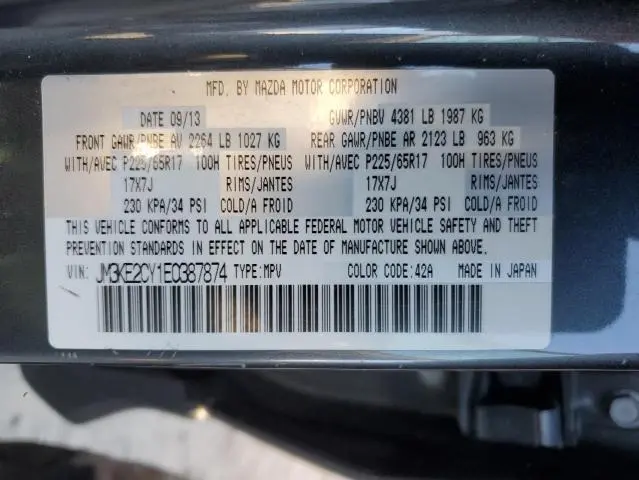 MFD. BY MAZDA MOTOR CORPORATION
DATE 09/13 GVWR/PNBV 4381 LB 1987 KG
FRONT GAWR/PNBE AV 2264 LB 1027 KG REAR GAWR/PNBE AR 2123 LB 963 KG
WITH/AVEC P225/65R17 100H TIRES/PNEUS WITH/AVEC P225/65R17 100H TIRES/PNEUS
17X7J RIMS/JANTES 17X7J RIMS/JANTES
230 KPA/34 PSI COLD/A FROID 230 KPA/34 PSI COLD/A FROID
THIS VEHICLE CONFORMS TO ALL APPLICABLE FEDERAL MOTOR VEHICLE SAFETY AND THEFT
PREVENTION STANDARDS IN EFFECT ON THE DATE OF MANUFACTURE SHOWN ABOVE.
VIN: JM3KE2CY1E0387874 TYPE:MPV COLOR CODE:42A MADE IN JAPAN